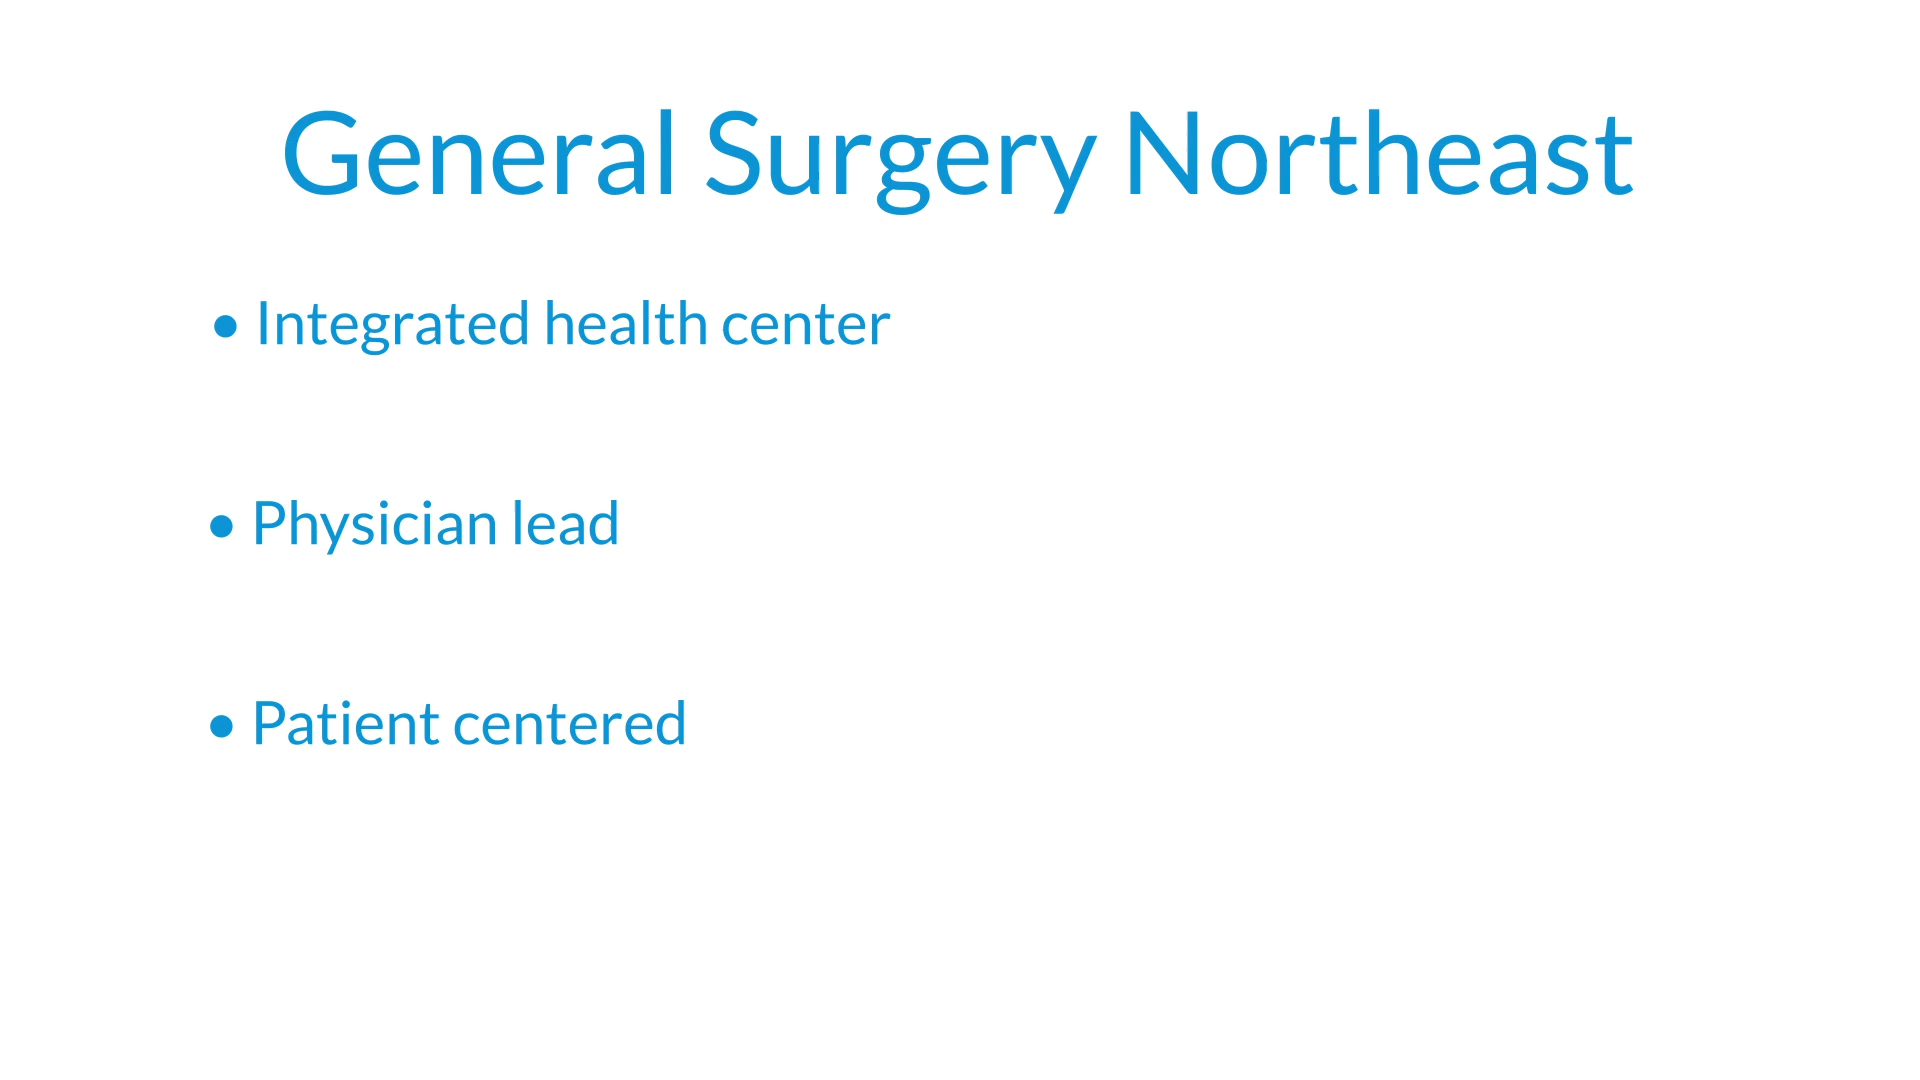 General Surgery Northeast
• Integrated health center
• Physician lead
• Patient centered